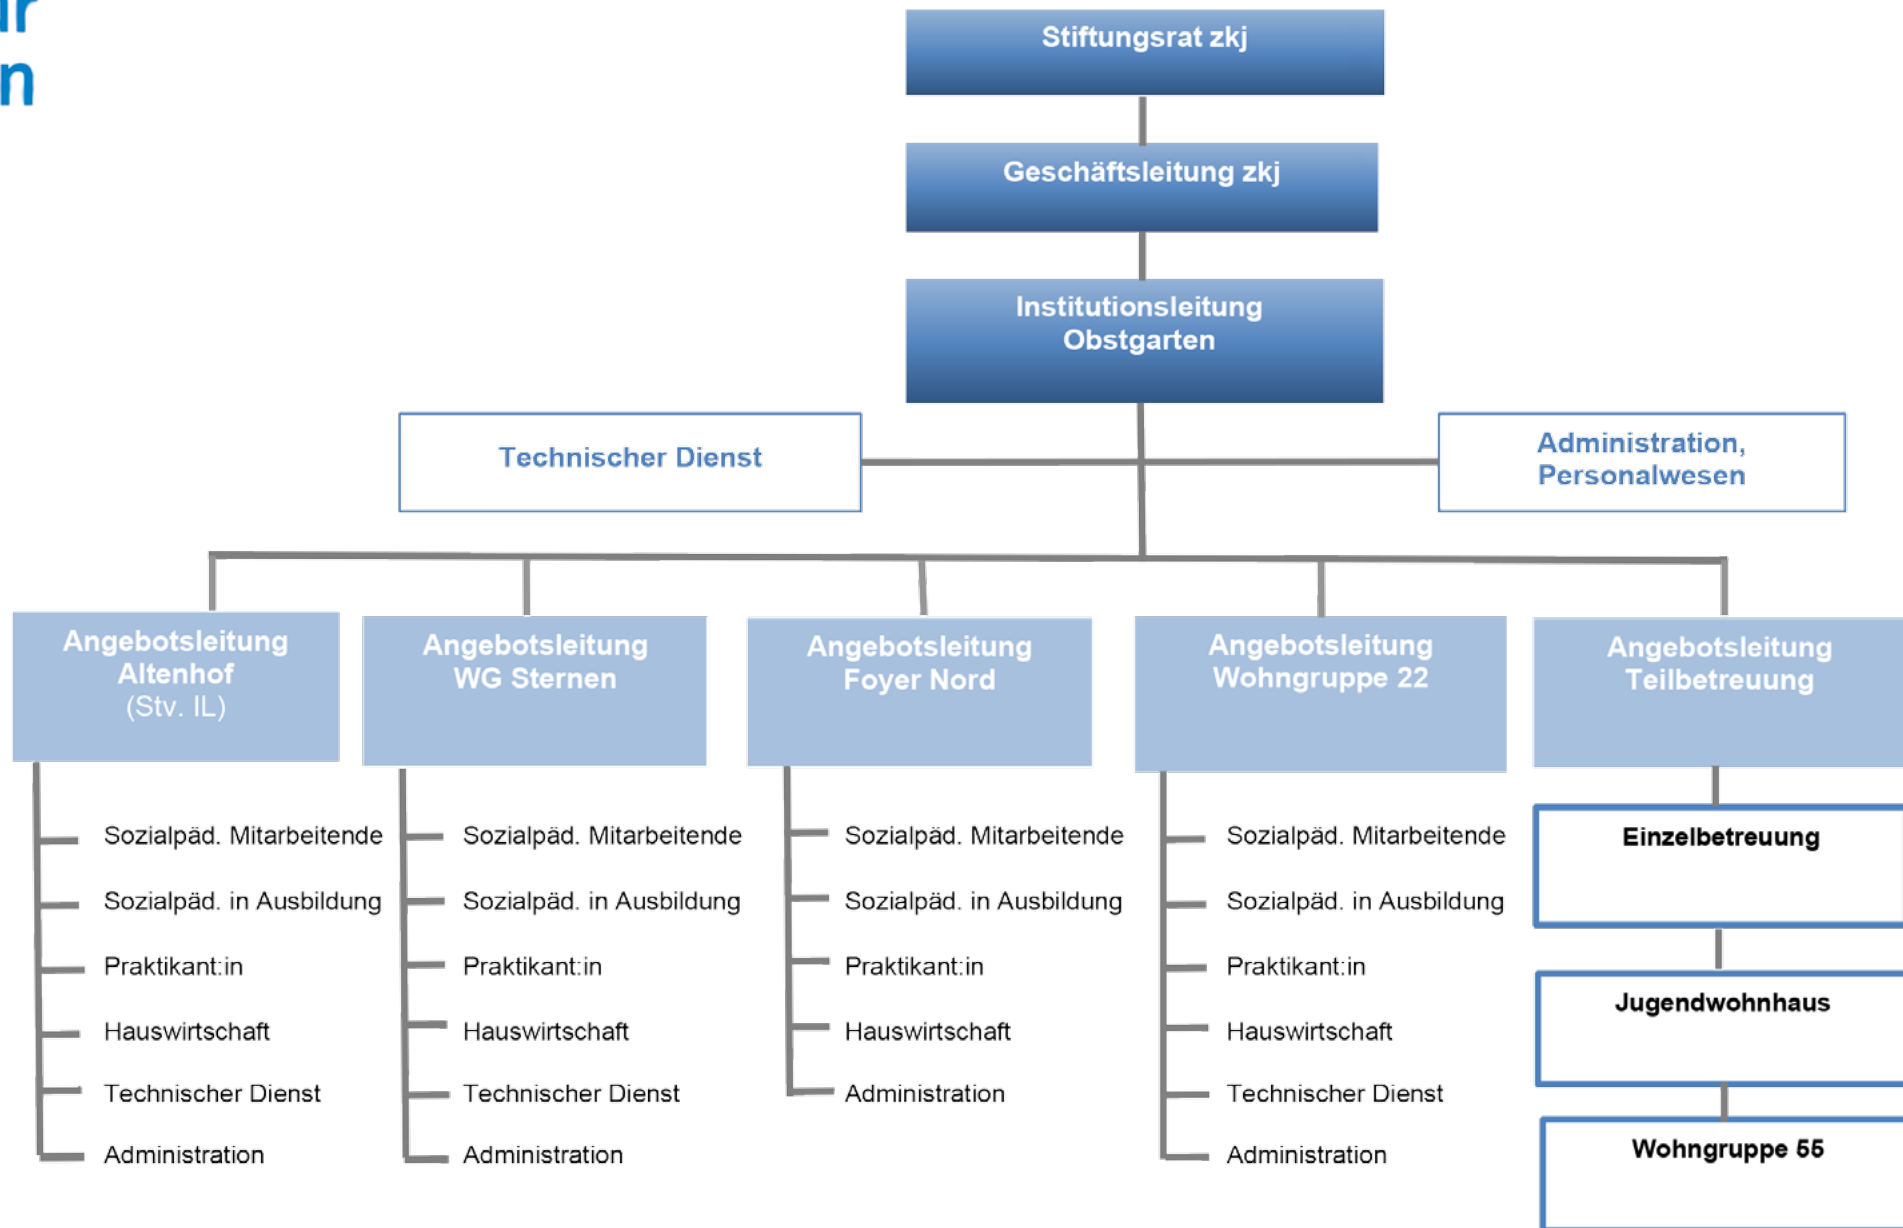 n
Stiftungsrat zkj
Geschäftsleitung zkj
Institutionsleitung
Obstgarten
Technischer Dienst
Administration,
Personalwesen
Angebotsleitung
Altenhof
(Stv. IL)
Sozialpäd. Mitarbeitende
Sozialpäd. in Ausbildung
Praktikant:in
Hauswirtschaft
Technischer Dienst
Administration
Angebotsleitung
WG Sternen
Sozialpäd. Mitarbeitende
Sozialpäd. in Ausbildung
Praktikant:in
Hauswirtschaft
Technischer Dienst
Administration
Angebotsleitung
Foyer Nord
Sozialpäd. Mitarbeitende
Sozialpäd. in Ausbildung
Praktikant:in
Hauswirtschaft
Administration
Angebotsleitung
Wohngruppe 22
Sozialpäd. Mitarbeitende
Sozialpäd. in Ausbildung
Praktikant:in
Hauswirtschaft
Technischer Dienst
Administration
Angebotsleitung
Teilbetreuung
Einzelbetreuung
Jugendwohnhaus
Wohngruppe 55